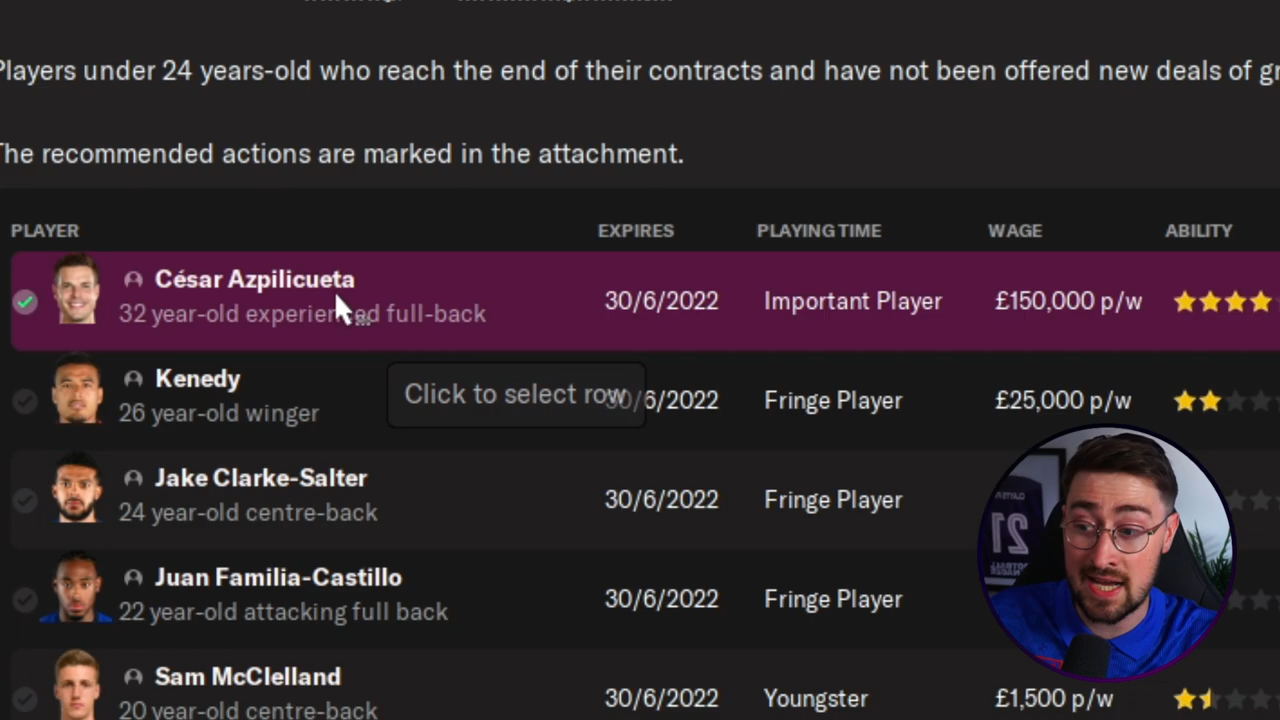 Players under 24 years-old who reach the end of their contracts and have not been offered new deals of gr
The recommended actions are marked in the attachment.
PLAYER EXPIRES PLAYING TIME WAGE ABILITY
César Azpilicueta
32 year-old experienced full-back 30/6/2022 Important Player £150,000 p/w
Kenedy
26 year-old winger 30/6/2022 Fringe Player £25,000 p/w
Click to select row
Jake Clarke-Salter
24 year-old centre-back 30/6/2022 Fringe Player
Juan Familia-Castillo
22 year-old attacking full back 30/6/2022 Fringe Player
Sam McClelland
20 year-old centre-back 30/6/2022 Youngster £1,500 p/w
21